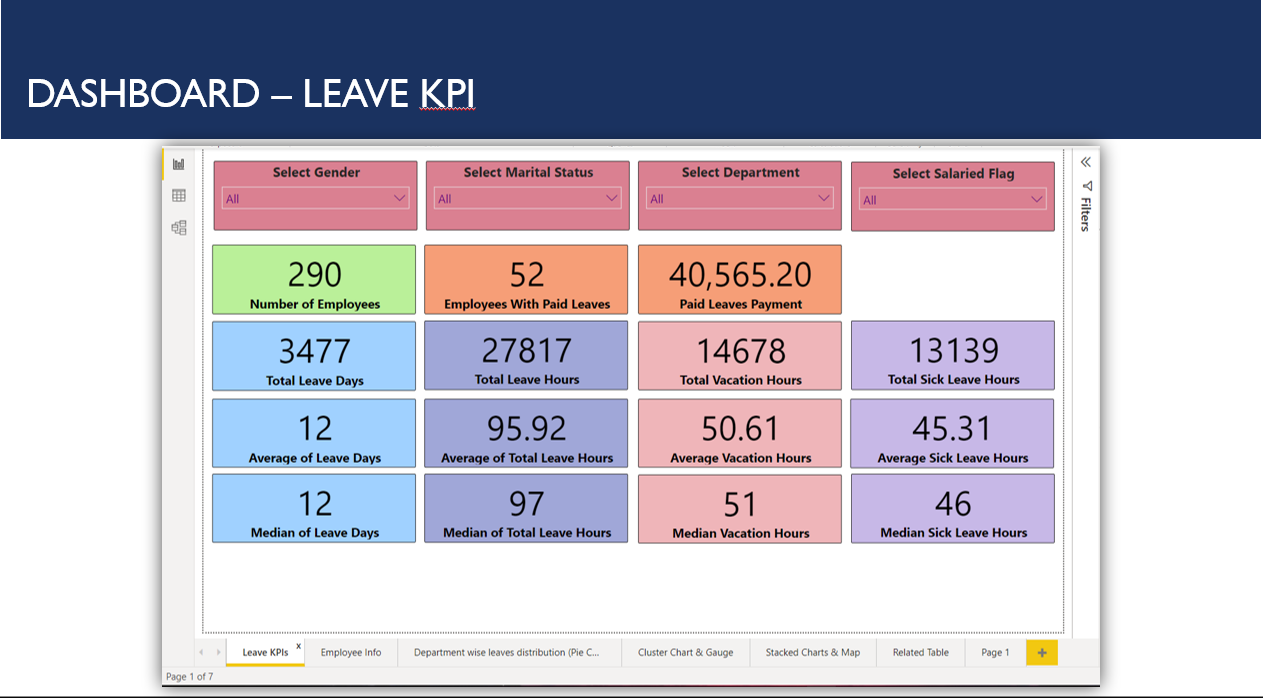 DASHBOARD – LEAVE KPI
Select Gender
All
Select Marital Status
All
Select Department
All
Select Salaried Flag
All
Filters
290
Number of Employees
52
Employees With Paid Leaves
40,565.20
Paid Leaves Payment
3477
Total Leave Days
27817
Total Leave Hours
14678
Total Vacation Hours
13139
Total Sick Leave Hours
12
Average of Leave Days
95.92
Average of Total Leave Hours
50.61
Average Vacation Hours
45.31
Average Sick Leave Hours
12
Median of Leave Days
97
Median of Total Leave Hours
51
Median Vacation Hours
46
Median Sick Leave Hours
Leave KPIs x
Employee Info
Department wise leaves distribution (Pie C...
Cluster Chart & Gauge
Stacked Charts & Map
Related Table
Page 1
+
Page 1 of 7